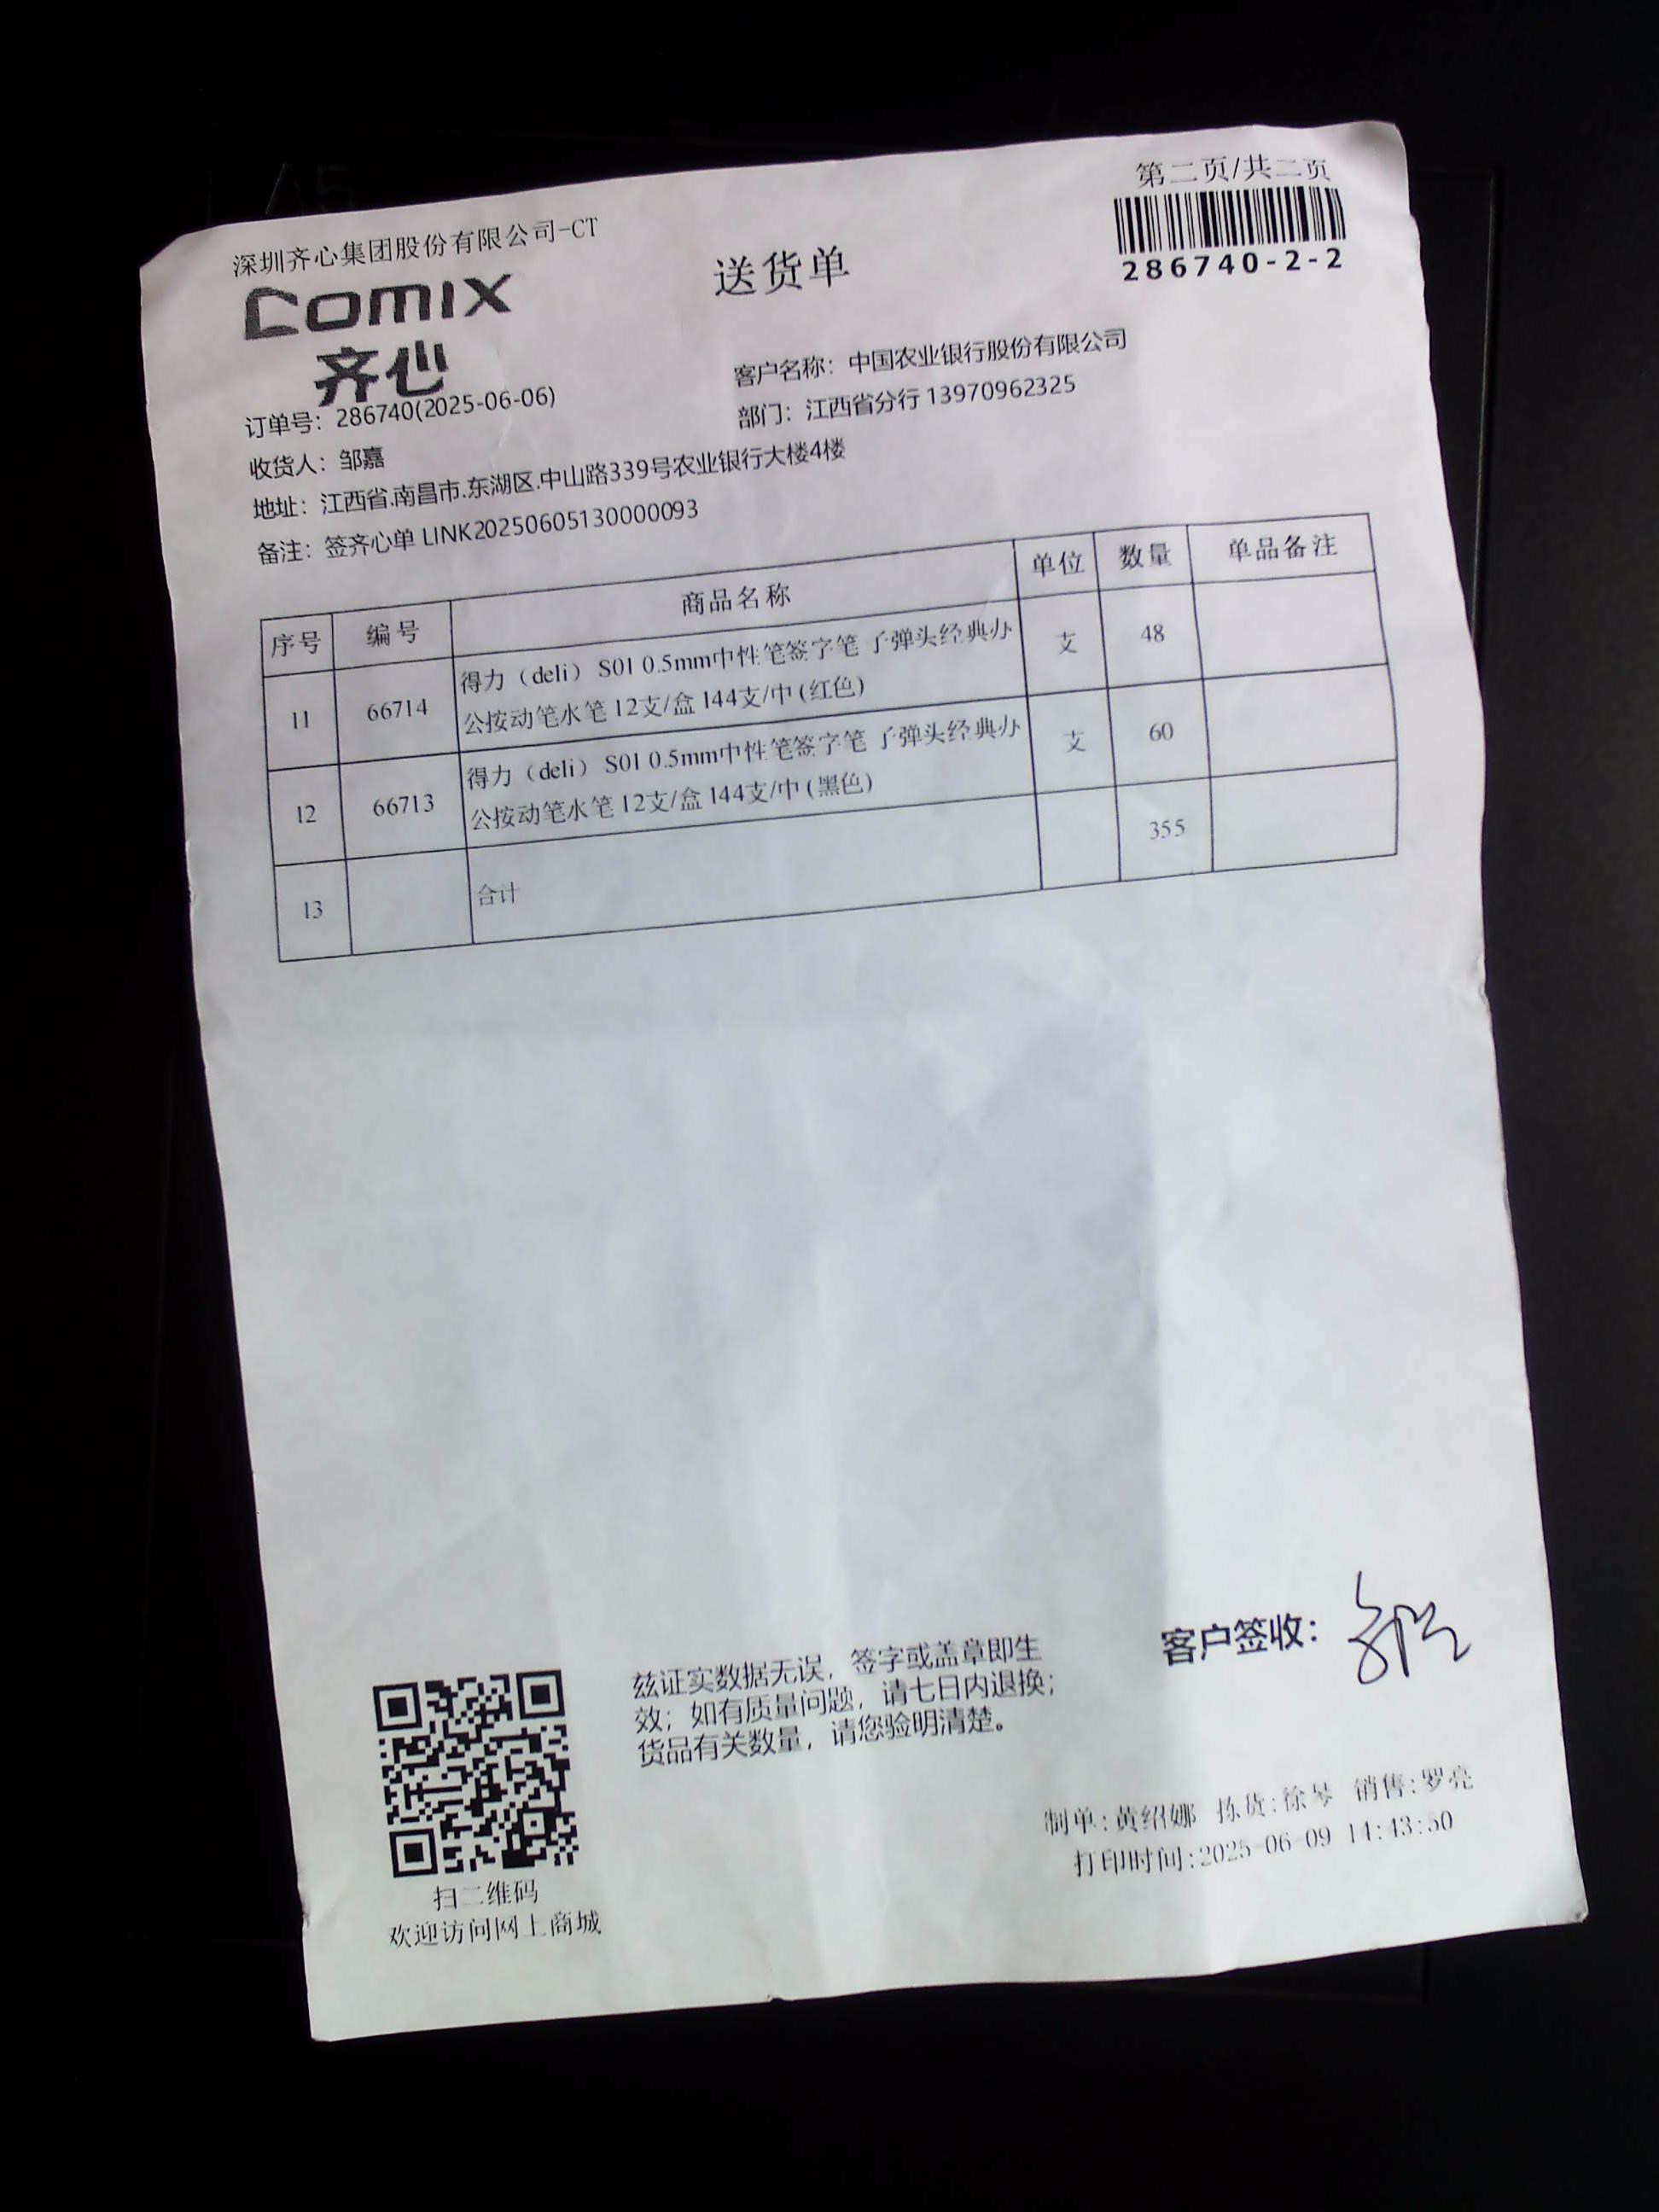 第二页/共二页
深圳齐心集团股份有限公司-CT
comix
齐心
送货单
286740-2-2
订单号：286740(2025-06-06)
客户名称：中国农业银行股份有限公司
收货人：邹嘉
部门：江西省分行 13970962325
地址：江西省.南昌市.东湖区.中山路339号农业银行大楼4楼
备注：签齐心单 LINK20250605130000093
序号 编号 商品名称 单位 数量 单品备注
11 66714 得力（deli） S01 0.5mm中性笔签字笔 子弹头经典办 支 48
公按动笔水笔 12支/盒 144支/中 (红色)
12 66713 得力（deli） S01 0.5mm中性笔签字笔 子弹头经典办 支 60
公按动笔水笔 12支/盒 144支/中 (黑色)
13 合计 355
兹证实数据无误，签字或盖章即生
效；如有质量问题，请七日内退换；
货品有关数量，请您验明清楚。
客户签收：
扫二维码
欢迎访问网上商城
制单:黄绍娜 拣货:徐琴 销售:罗亮
打印时间:2025-06-09 14:43:50